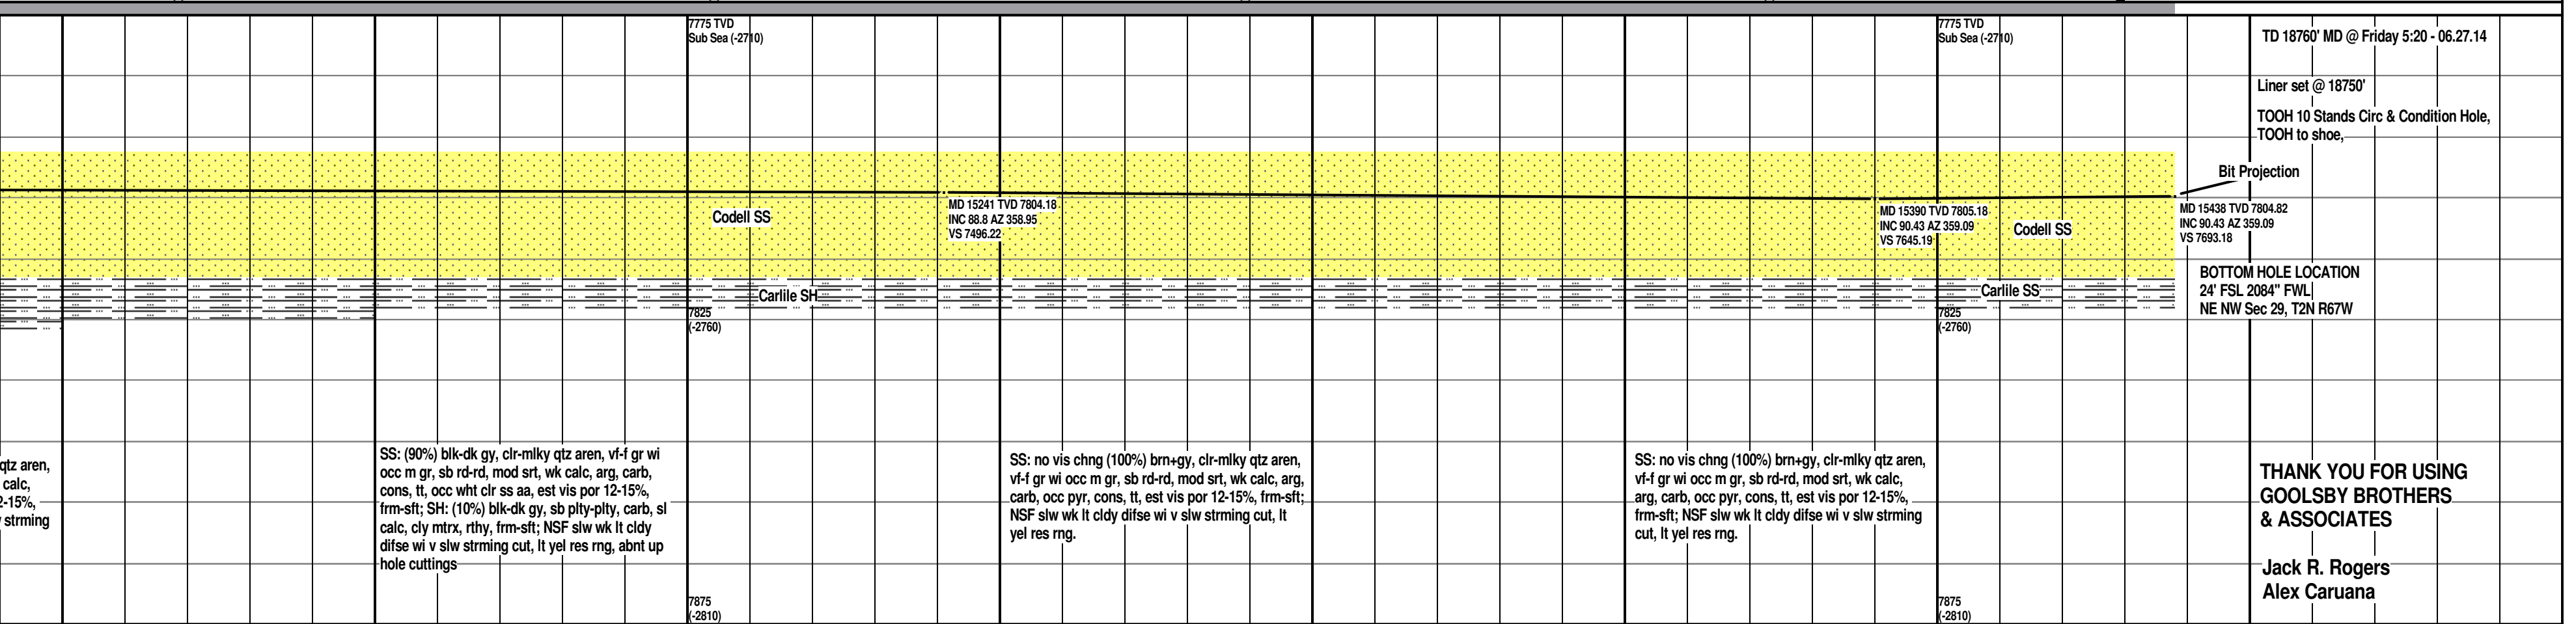 7775 TVD
Sub Sea (-2710)
7775 TVD
Sub Sea (-2710)
TD 18760' MD @ Friday 5:20 - 06.27.14
Liner set @ 18750'
TOOH 10 Stands Circ & Condition Hole,
TOOH to shoe,
Bit Projection
Codell SS
MD 15241 TVD 7804.18
INC 88.8 AZ 358.95
VS 7496.22
MD 15390 TVD 7805.18
INC 90.43 AZ 359.09
VS 7645.19
Codell SS
MD 15438 TVD 7804.82
INC 90.43 AZ 359.09
VS 7693.18
Carlile SH
Carlile SS
BOTTOM HOLE LOCATION
24' FSL 2084" FWL
NE NW Sec 29, T2N R67W
7825
(-2760)
7825
(-2760)
qtz aren,
calc,
2-15%,
strming
SS: (90%) blk-dk gy, clr-mlky qtz aren, vf-f gr wi
occ m gr, sb rd-rd, mod srt, wk calc, arg, carb,
cons, tt, occ wht clr ss aa, est vis por 12-15%,
frm-sft; SH: (10%) blk-dk gy, sb plty-plty, carb, sl
calc, cly mtrx, rthy, frm-sft; NSF slw wk lt cldy
difse wi v slw strming cut, lt yel res rng, abnt up
hole cuttings
SS: no vis chng (100%) brn+gy, clr-mlky qtz aren,
vf-f gr wi occ m gr, sb rd-rd, mod srt, wk calc, arg,
carb, occ pyr, cons, tt, est vis por 12-15%, frm-sft;
NSF slw wk lt cldy difse wi v slw strming cut, lt
yel res rng.
SS: no vis chng (100%) brn+gy, clr-mlky qtz aren,
vf-f gr wi occ m gr, sb rd-rd, mod srt, wk calc,
arg, carb, occ pyr, cons, tt, est vis por 12-15%,
frm-sft; NSF slw wk lt cldy difse wi v slw strming
cut, lt yel res rng.
THANK YOU FOR USING
GOOLSBY BROTHERS
& ASSOCIATES
Jack R. Rogers
Alex Caruana
7875
(-2810)
7875
(-2810)